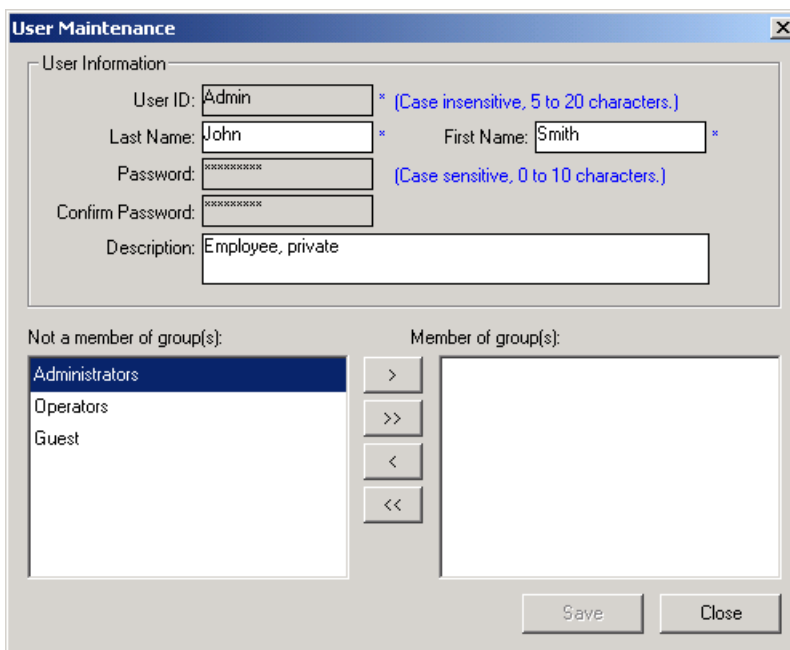 User Maintenance
User Information
User ID: Admin * (Case insensitive, 5 to 20 characters.)
Last Name: John * First Name: Smith *
Password: ********* (Case sensitive, 0 to 10 characters.)
Confirm Password: *********
Description: Employee, private
Not a member of group(s): Member of group(s):
Administrators >
Operators >>
Guest <
<<
Save Close